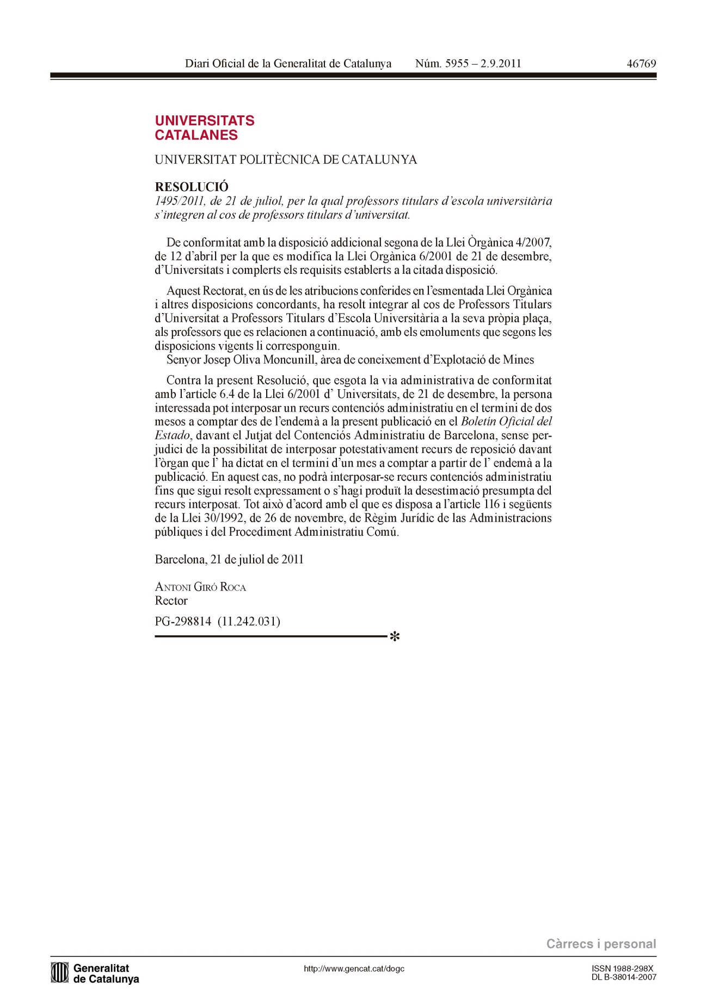 Diari Oficial de la Generalitat de Catalunya Núm. 5955 – 2.9.2011 46769
UNIVERSITATS
CATALANES
UNIVERSITAT POLITÈCNICA DE CATALUNYA
RESOLUCIÓ
1495/2011, de 21 de juliol, per la qual professors titulars d’escola universitària
s’integren al cos de professors titulars d’universitat.
De conformitat amb la disposició addicional segona de la Llei Òrgànica 4/2007,
de 12 d’abril per la que es modifica la Llei Orgànica 6/2001 de 21 de desembre,
d’Universitats i complerts els requisits establerts a la citada disposició.
Aquest Rectorat, en ús de les atribucions conferides en l’esmentada Llei Orgànica
i altres disposicions concordants, ha resolt integrar al cos de Professors Titulars
d’Universitat a Professors Titulars d’Escola Universitària a la seva pròpia plaça,
als professors que es relacionen a continuació, amb els emoluments que segons les
disposicions vigents li corresponguin.
Senyor Josep Oliva Moncunill, àrea de coneixement d’Explotació de Mines
Contra la present Resolució, que esgota la via administrativa de conformitat
amb l’article 6.4 de la Llei 6/2001 d’ Universitats, de 21 de desembre, la persona
interessada pot interposar un recurs contenciós administratiu en el termini de dos
mesos a comptar des de l’endemà a la present publicació en el Boletín Oficial del
Estado, davant el Jutjat del Contenciós Administratiu de Barcelona, sense per-
judici de la possibilitat de interposar potestativament recurs de reposició davant
l’òrgan que l’ ha dictat en el termini d’un mes a comptar a partir de l’ endemà a la
publicació. En aquest cas, no podrà interposar-se recurs contenciós administratiu
fins que sigui resolt expressament o s’hagi produït la desestimació presumpta del
recurs interposat. Tot això d’acord amb el que es disposa a l’article 116 i següents
de la Llei 30/1992, de 26 de novembre, de Règim Jurídic de las Administracions
públiques i del Procediment Administratiu Comú.
Barcelona, 21 de juliol de 2011
Antoni Giró Roca
Rector
PG-298814 (11.242.031)
*
Càrrecs i personal
Generalitat
de Catalunya
http://www.gencat.cat/dogc
ISSN 1988-298X
DL B-38014-2007